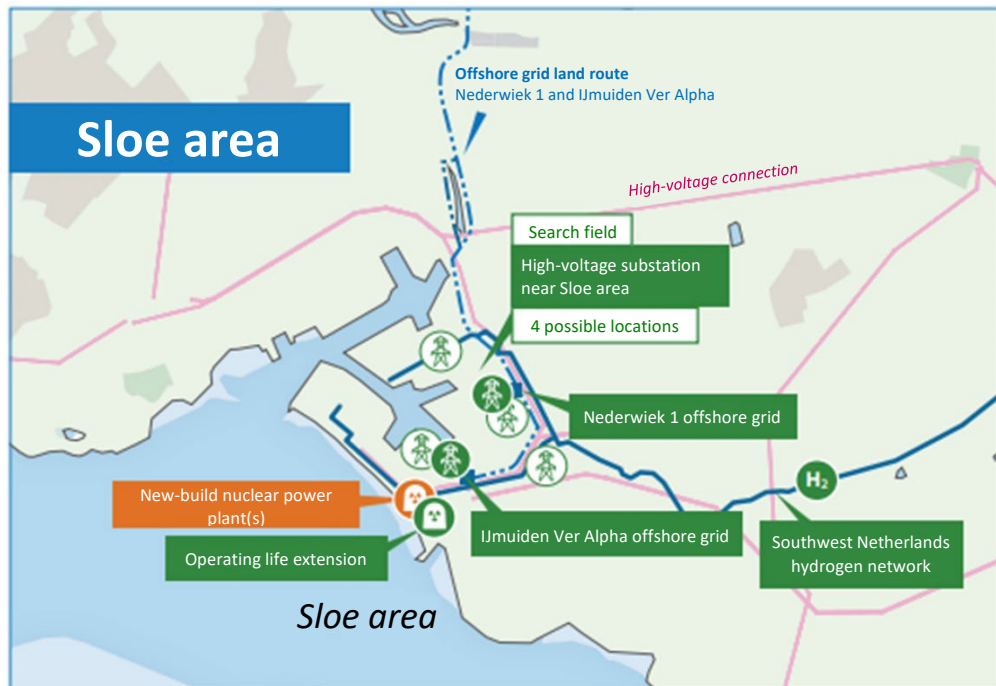 Offshore grid land route
Nederwiek 1 and IJmuiden Ver Alpha
Sloe area
High-voltage connection
Search field
High-voltage substation
near Sloe area
4 possible locations
Nederwiek 1 offshore grid
H₂
New-build nuclear power
plant(s)
IJmuiden Ver Alpha offshore grid
Southwest Netherlands
hydrogen network
Operating life extension
Sloe area